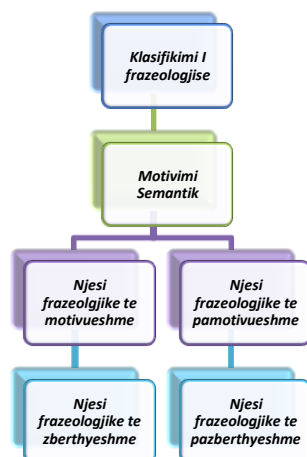 Klasifikimi I
frazeologjise
Motivimi
Semantik
Njesi
frazeolgjike te
motivueshme
Njesi
frazeologjike te
pamotivueshme
Njesi
frazeologjike te
zberthyeshme
Njesi
frazeologjike te
pazberthyeshme